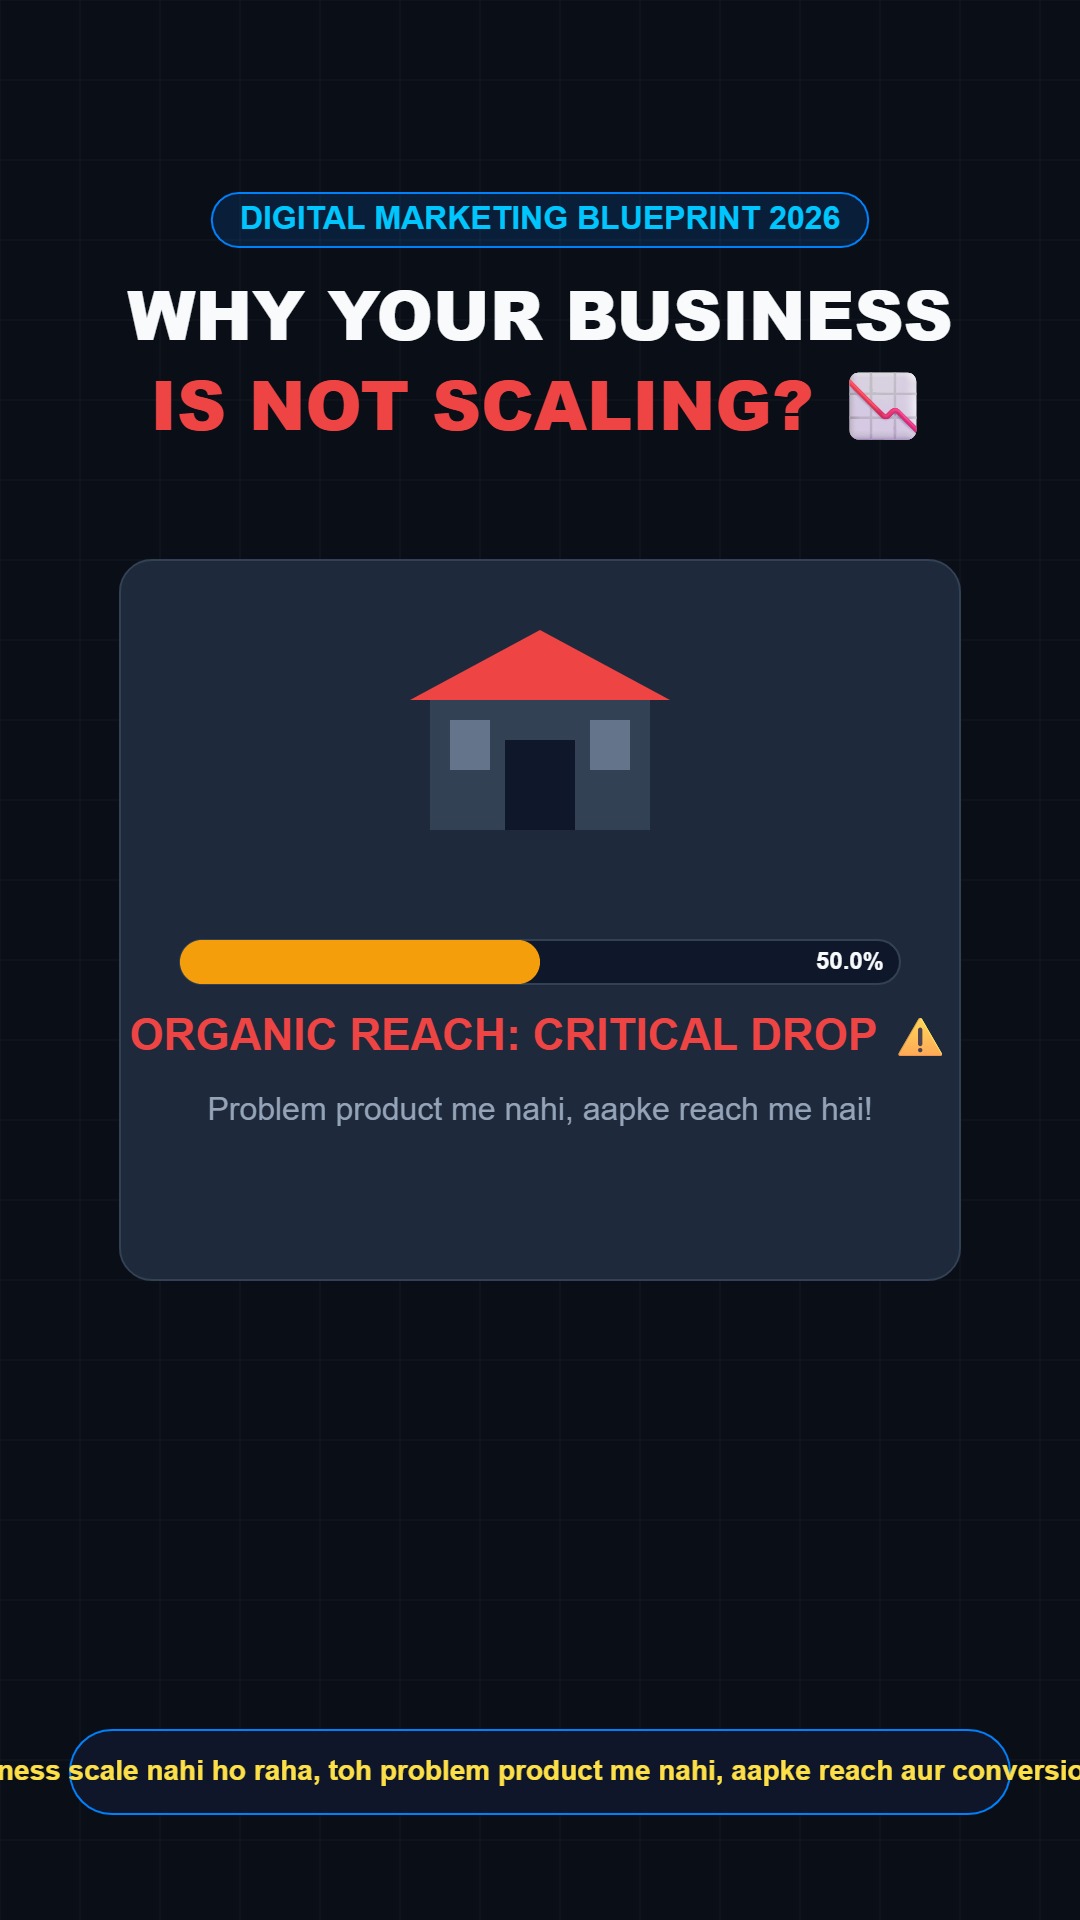 DIGITAL MARKETING BLUEPRINT 2026
WHY YOUR BUSINESS
IS NOT SCALING? 📉
50.0%
ORGANIC REACH: CRITICAL DROP ⚠️
Problem product me nahi, aapke reach me hai!
scale nahi ho raha, toh problem product me nahi, aapke reach aur